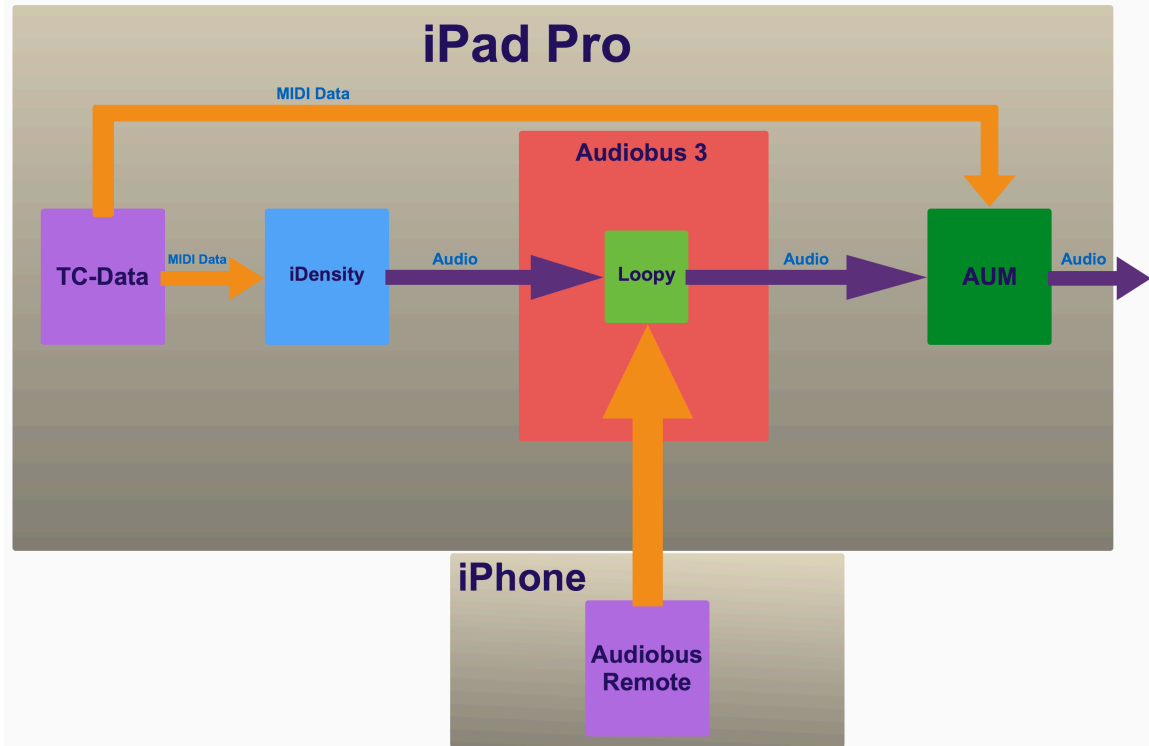 iPad Pro
MIDI Data
Audiobus 3
TC-Data
MIDI Data
iDensity
Audio
Loopy
Audio
AUM
Audio
iPhone
Audiobus
Remote